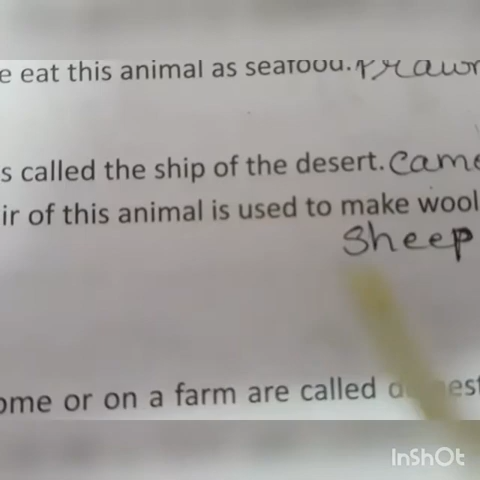 e eat this animal as seafood. Prawn
s called the ship of the desert. Came
ir of this animal is used to make wool
Sheep
ome or on a farm are called
InShOt